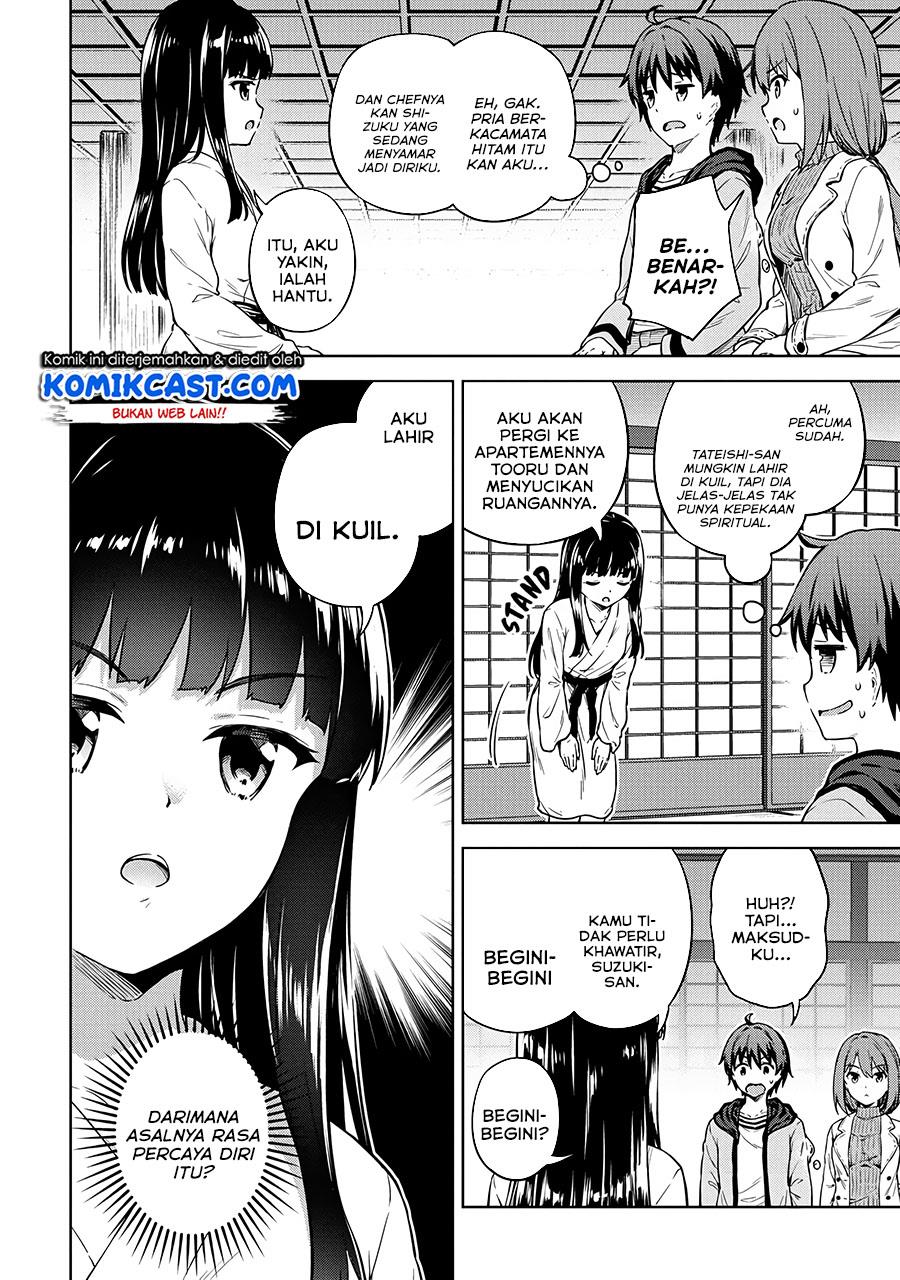 BE...
BENAR-
KAH?!
EH, GAK.
PRIA BER-
KACAMATA
HITAM ITU
KAN AKU...
DAN CHEFNYA
KAN SHI-
ZUKU YANG
SEDANG
MENYAMAR
JADI DIRIKU.
ITU, AKU
YAKIN,
IALAH
HANTU.
Komik ini diterjemahkan & diedit oleh
KOMIKCAST.COM
BUKAN WEB LAIN!!
AH,
PERCUMA
SUDAH.
TATEISHI-SAN
MUNGKIN LAHIR
DI KUIL, TAPI DIA
JELAS-JELAS TAK
PUNYA KEPEKAAN
SPIRITUAL.
AKU AKAN
PERGI KE
APARTEMENNYA
TOORU DAN
MENYUCIKAN
RUANGANNYA.
STAND
HUH?!
TAPI...
MAKSUD-
KU...
KAMU TI-
DAK PERLU
KHAWATIR,
SUZUKI-
SAN.
BEGINI-
BEGINI
BEGINI-
BEGINI?
AKU
LAHIR
DI KUIL.
DARIMANA
ASALNYA RASA
PERCAYA DIRI
ITU?